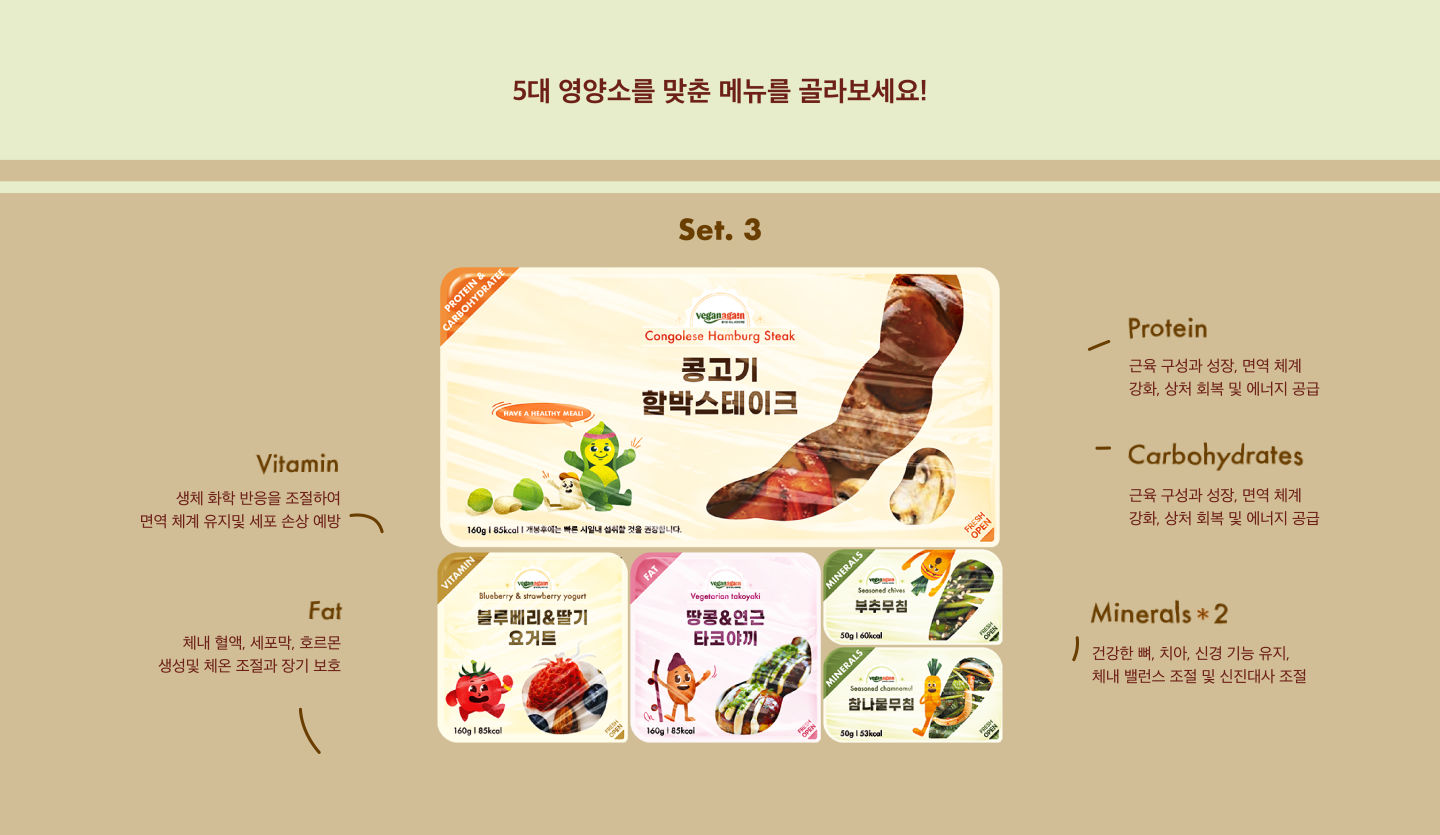 5대 영양소를 맞춘 메뉴를 골라보세요!
Set. 3
PROTEIN &
CARBOHYDRATEE
veganagain
Congolese Hamburg Steak
콩고기
함박스테이크
HAVE A HEALTHY MEAL!
160g | 85kcal | 개봉후에는 빠른 시일내 섭취할 것을 권장합니다.
FRESH
OPEN
Vitamin
생체 화학 반응을 조절하여
면역 체계 유지및 세포 손상 예방
Fat
체내 혈액, 세포막, 호르몬
생성및 체온 조절과 장기 보호
Protein
근육 구성과 성장, 면역 체계
강화, 상처 회복 및 에너지 공급
Carbohydrates
근육 구성과 성장, 면역 체계
강화, 상처 회복 및 에너지 공급
Minerals * 2
건강한 뼈, 치아, 신경 기능 유지,
체내 밸런스 조절 및 신진대사 조절
VITAMIN
veganagain
Blueberry & strawberry yogurt
블루베리&딸기
요거트
160g | 85kcal
FRESH
OPEN
FAT
veganagain
Vegetarian takoyaki
땅콩&연근
타코야끼
160g | 85kcal
FRESH
OPEN
MINERALS
veganagain
Seasoned chives
부추무침
50g | 60kcal
FRESH
OPEN
MINERALS
veganagain
Seasoned chamnamul
참나물무침
50g | 53kcal
FRESH
OPEN